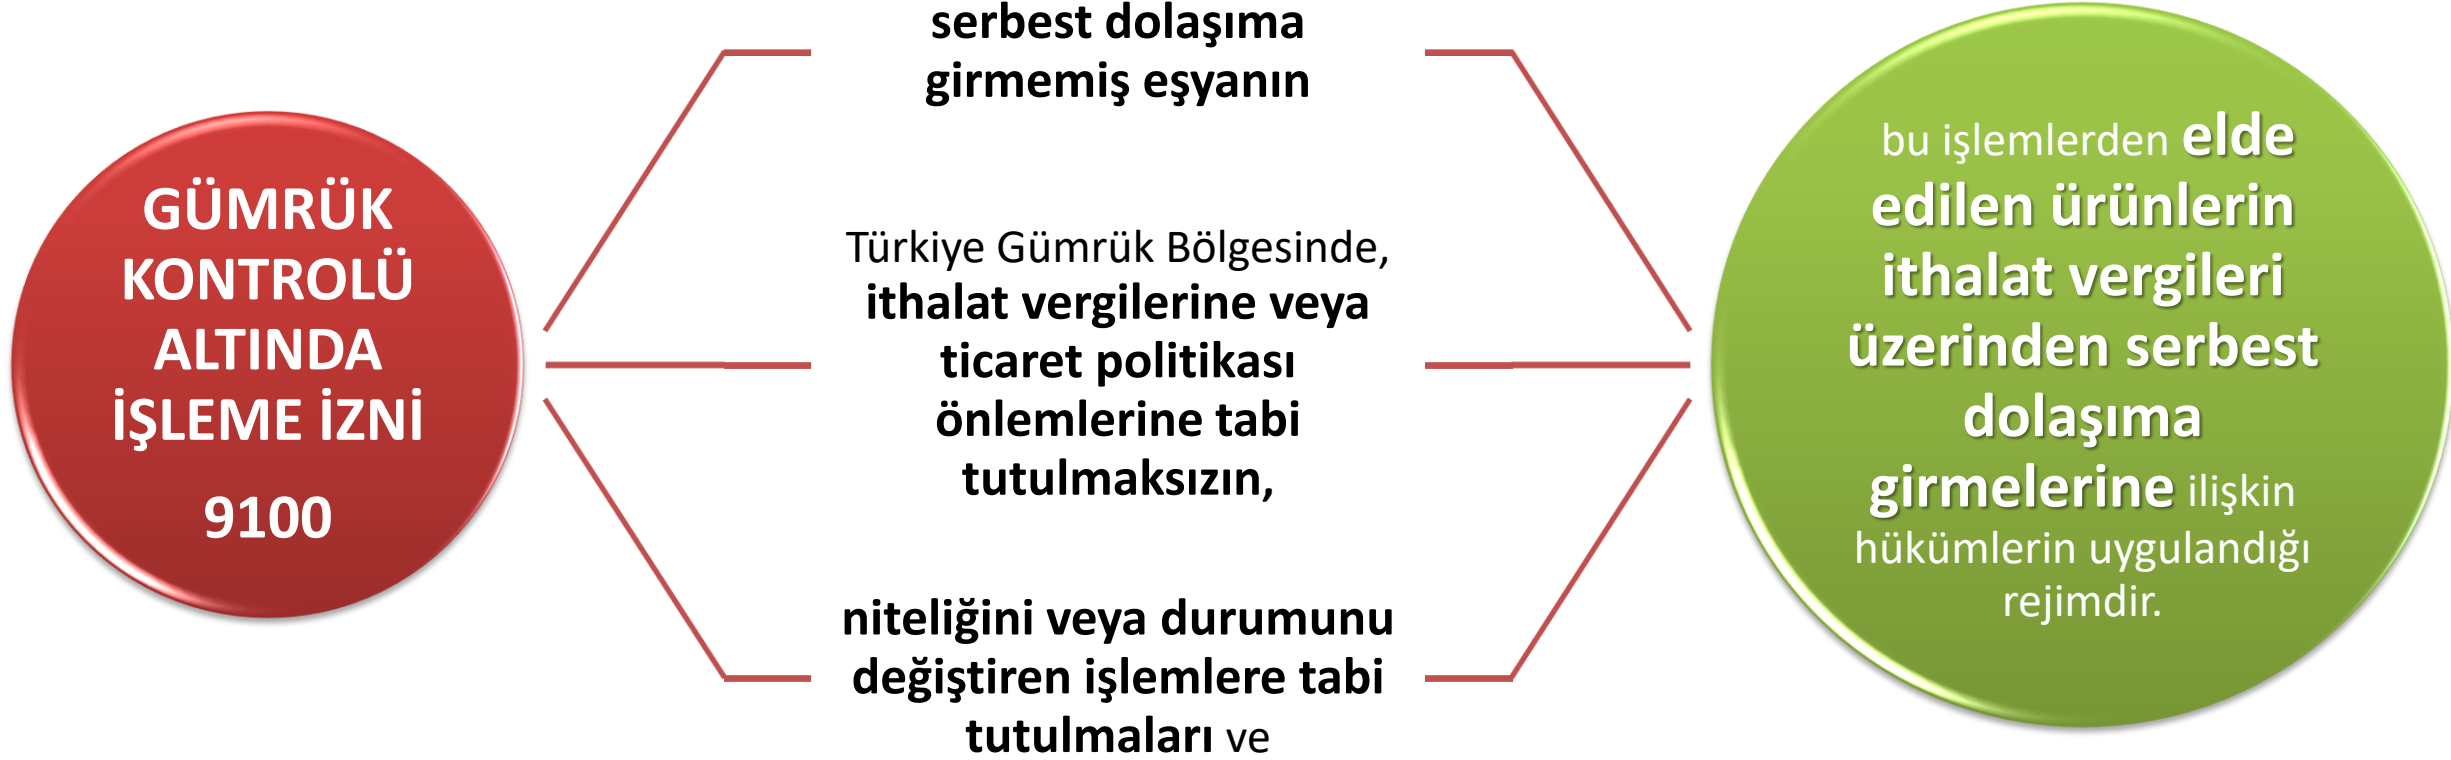 GÜMRÜK
KONTROLÜ
ALTINDA
İŞLEME İZNİ
9100
serbest dolaşıma
girmemiş eşyanın
Türkiye Gümrük Bölgesinde,
ithalat vergilerine veya
ticaret politikası
önlemlerine tabi
tutulmaksızın,
niteliğini veya durumunu
değiştiren işlemlere tabi
tutulmaları ve
bu işlemlerden elde
edilen ürünlerin
ithalat vergileri
üzerinden serbest
dolaşıma
girmelerine ilişkin
hükümlerin uygulandığı
rejimdir.